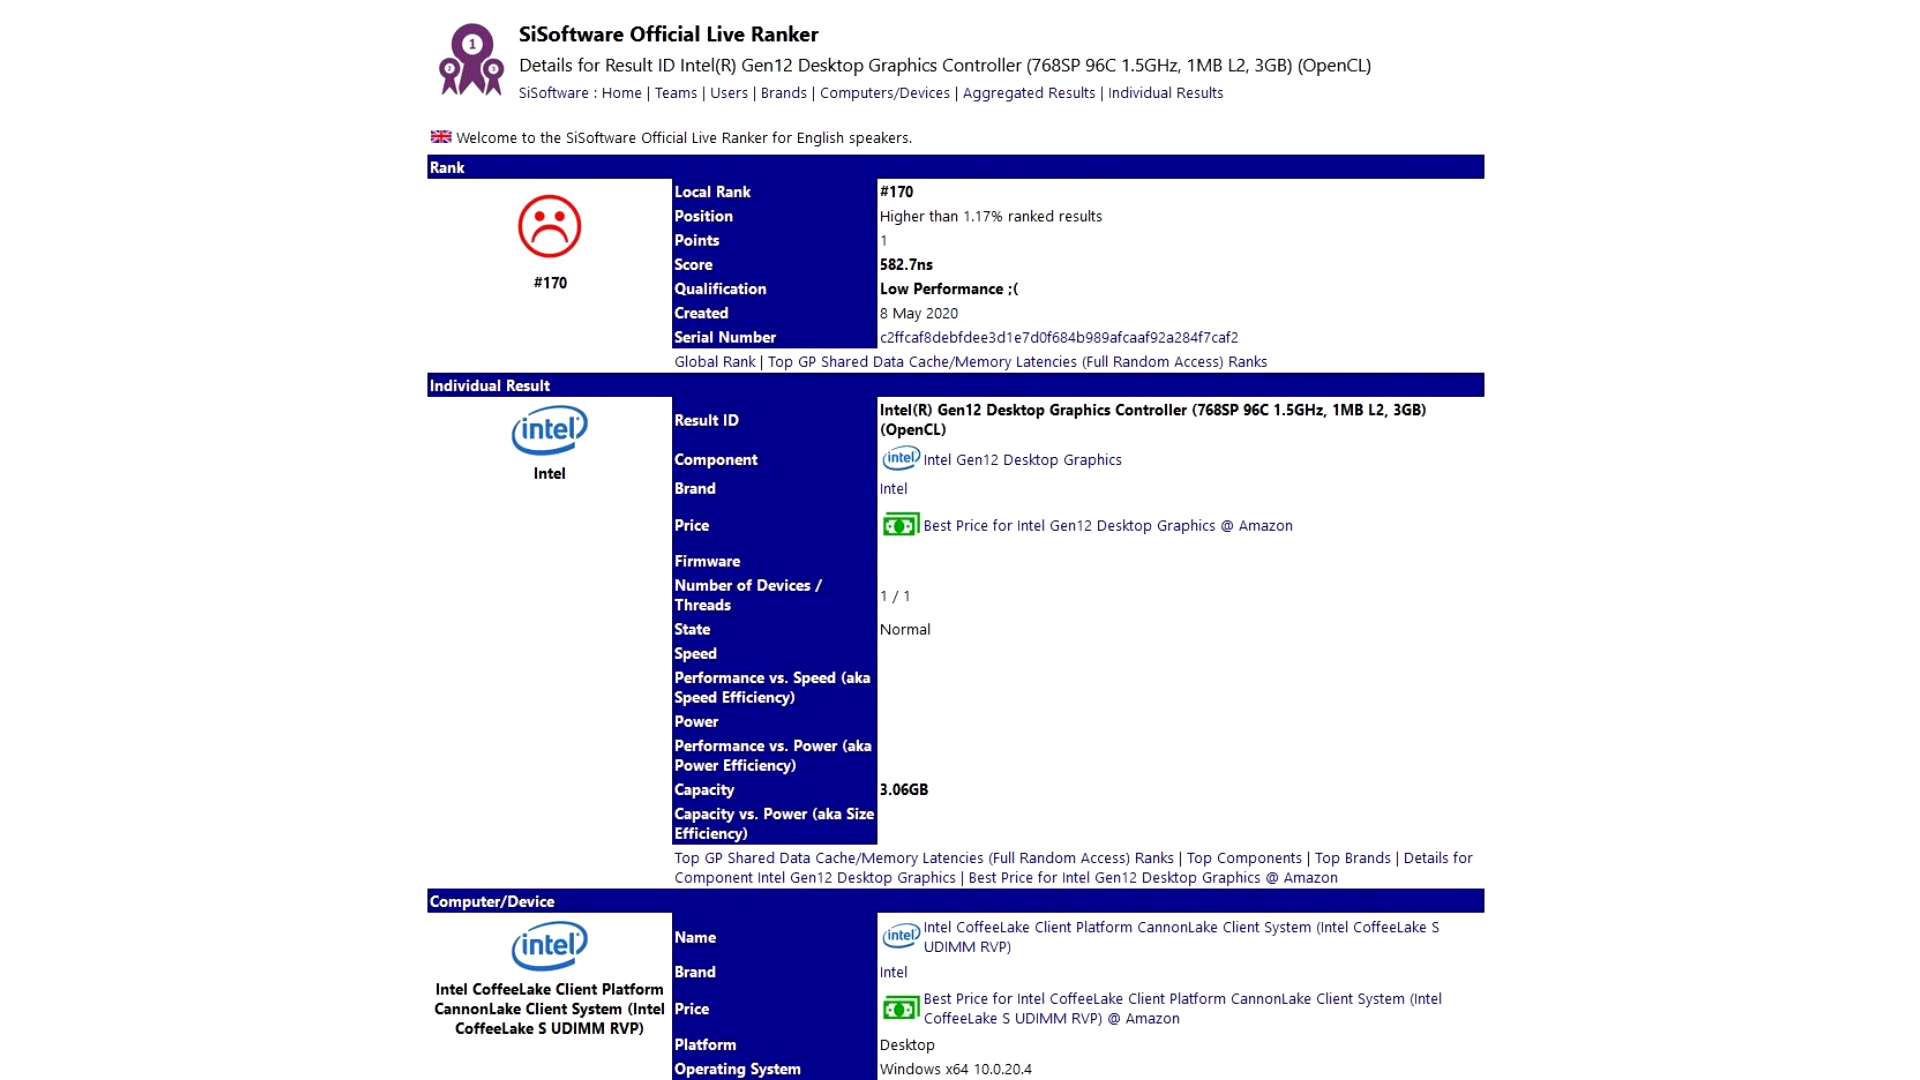 SiSoftware Official Live Ranker
Details for Result ID Intel(R) Gen12 Desktop Graphics Controller (768SP 96C 1.5GHz, 1MB L2, 3GB) (OpenCL)
SiSoftware : Home | Teams | Users | Brands | Computers/Devices | Aggregated Results | Individual Results
Welcome to the SiSoftware Official Live Ranker for English speakers.
Rank
#170
Local Rank #170
Position Higher than 1.17% ranked results
Points 1
Score 582.7ns
Qualification Low Performance ;(
Created 8 May 2020
Serial Number c2ffcaf8debfdee3d1e7d0f684b989afcaaf92a284f7caf2
Global Rank | Top GP Shared Data Cache/Memory Latencies (Full Random Access) Ranks
Individual Result
intel
Intel
Result ID Intel(R) Gen12 Desktop Graphics Controller (768SP 96C 1.5GHz, 1MB L2, 3GB)
(OpenCL)
Component intel Intel Gen12 Desktop Graphics
Brand Intel
Price Best Price for Intel Gen12 Desktop Graphics @ Amazon
Firmware
Number of Devices /
Threads 1 / 1
State Normal
Speed
Performance vs. Speed (aka
Speed Efficiency)
Power
Performance vs. Power (aka
Power Efficiency)
Capacity 3.06GB
Capacity vs. Power (aka Size
Efficiency)
Top GP Shared Data Cache/Memory Latencies (Full Random Access) Ranks | Top Components | Top Brands | Details for
Component Intel Gen12 Desktop Graphics | Best Price for Intel Gen12 Desktop Graphics @ Amazon
Computer/Device
intel
Intel CoffeeLake Client Platform
CannonLake Client System (Intel
CoffeeLake S UDIMM RVP)
Name intel Intel CoffeeLake Client Platform CannonLake Client System (Intel CoffeeLake S
UDIMM RVP)
Brand Intel
Price Best Price for Intel CoffeeLake Client Platform CannonLake Client System (Intel
CoffeeLake S UDIMM RVP) @ Amazon
Platform Desktop
Operating System Windows x64 10.0.20.4